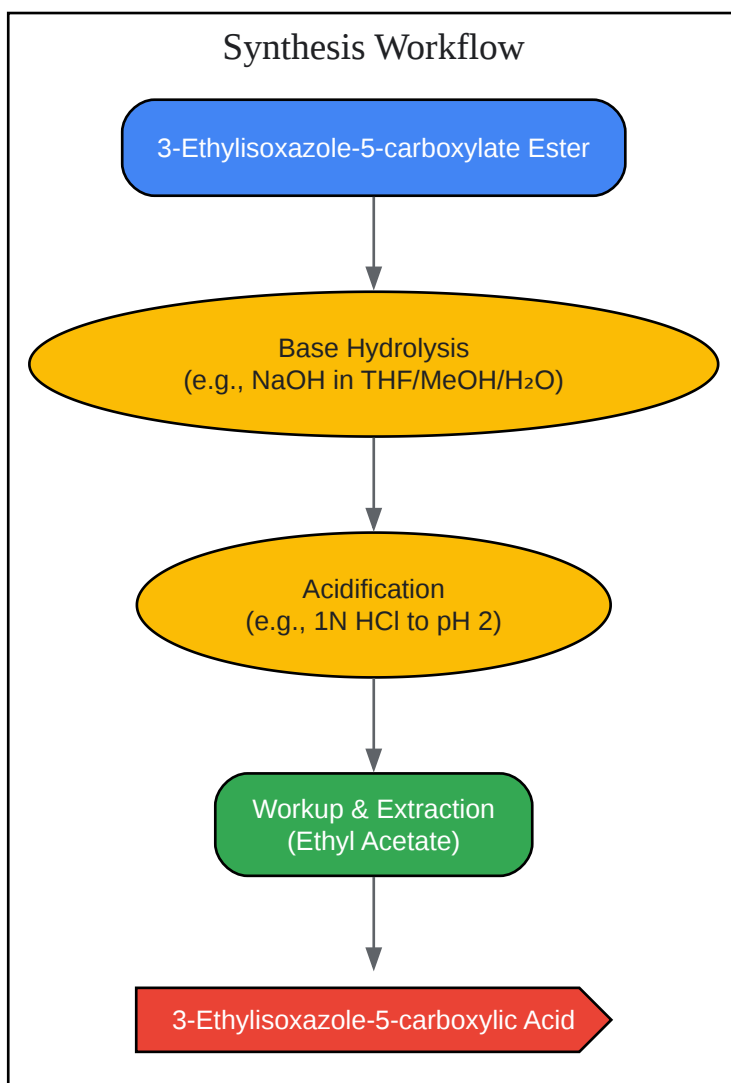 Synthesis Workflow
3-Ethylisoxazole-5-carboxylate Ester
Base Hydrolysis
(e.g., NaOH in THF/MeOH/H₂O)
Acidification
(e.g., 1N HCl to pH 2)
Workup & Extraction
(Ethyl Acetate)
3-Ethylisoxazole-5-carboxylic Acid